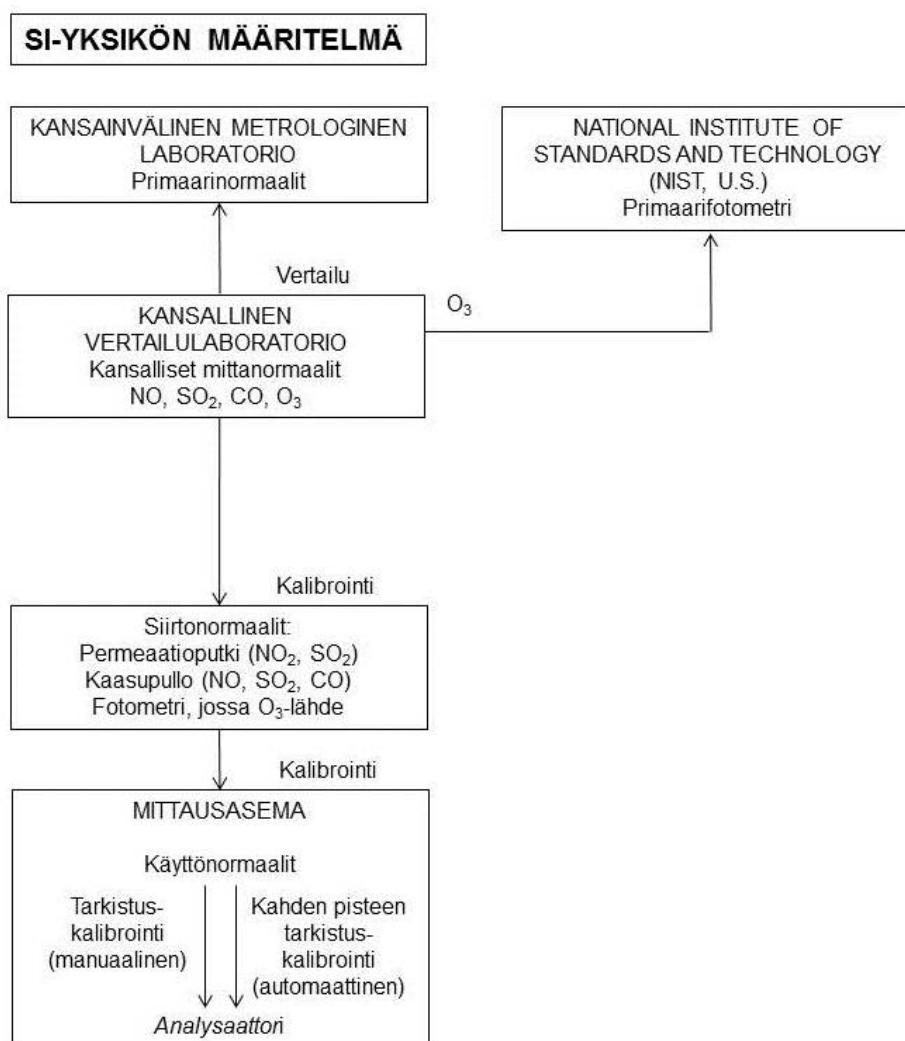 SI-YKSIKÖN MÄÄRITELMÄ
KANSAINVÄLINEN METROLOGINEN
LABORATORIO
Primaarinormaalit
NATIONAL INSTITUTE OF
STANDARDS AND TECHNOLOGY
(NIST, U.S.)
Primaarifotometri
Vertailu
KANSALLINEN
VERTAILULABORATORIO
Kansalliset mittanormaalit
NO, SO₂, CO, O₃
O₃
Kalibrointi
Siirtonormaalit:
Permeaatioputki (NO₂, SO₂)
Kaasupullo (NO, SO₂, CO)
Fotometri, jossa O₃-lähde
Kalibrointi
MITTAUSASEMA
Käyttönormaalit
Tarkistus-
kalibrointi
(manuaalinen)
Kahden pisteen
tarkistus-
kalibrointi
(automaattinen)
Analysaattori